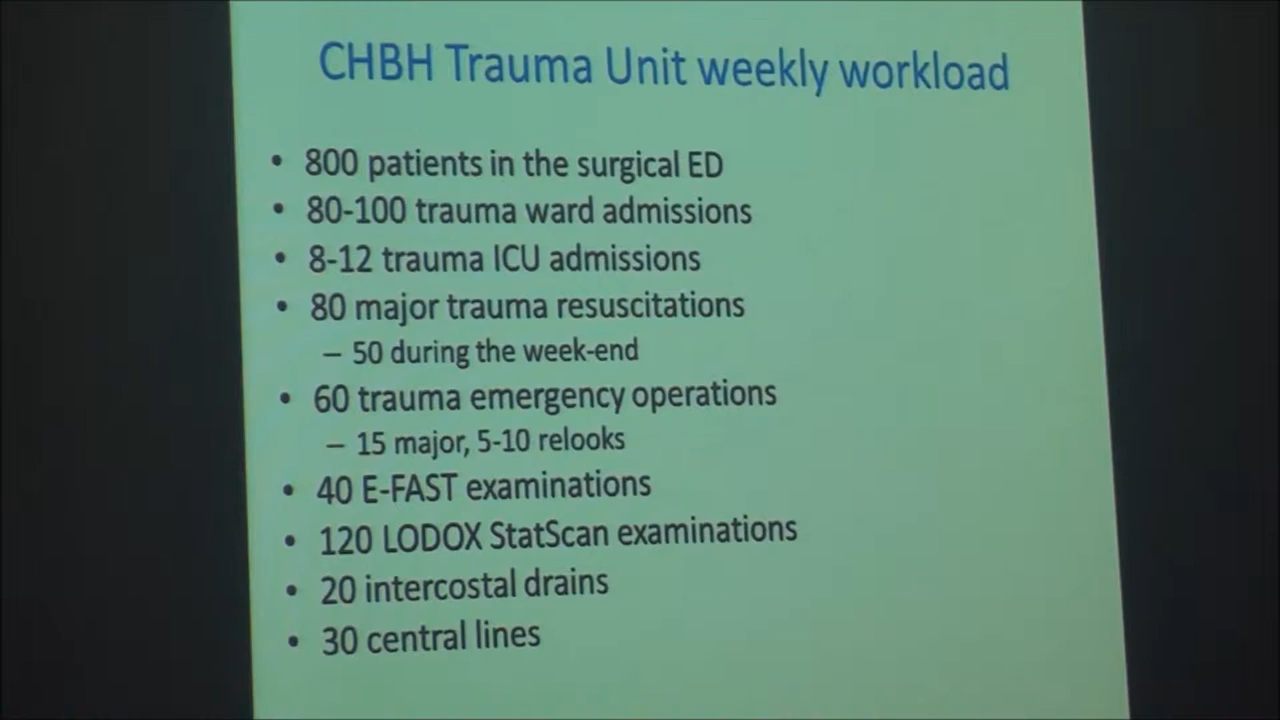 CHBH Trauma Unit weekly workload
• 800 patients in the surgical ED
• 80-100 trauma ward admissions
• 8-12 trauma ICU admissions
• 80 major trauma resuscitations
– 50 during the week-end
• 60 trauma emergency operations
– 15 major, 5-10 relooks
• 40 E-FAST examinations
• 120 LODOX StatScan examinations
• 20 intercostal drains
• 30 central lines